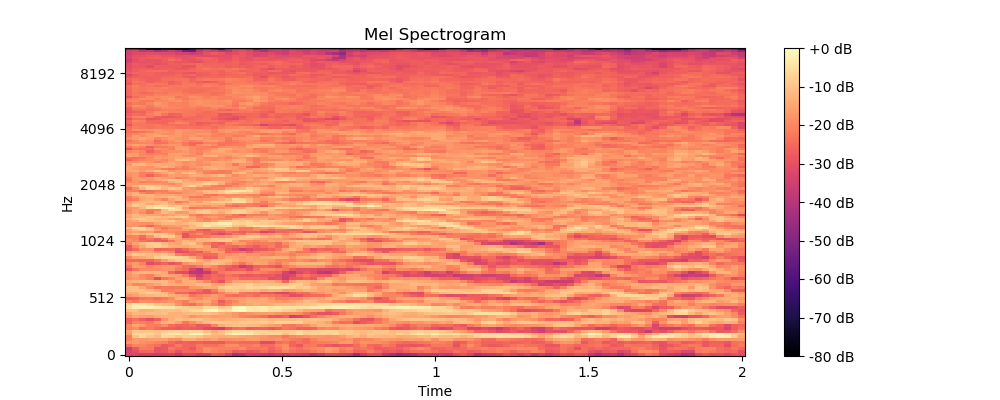 Mel Spectrogram
Hz
8192
4096
2048
1024
512
0
0 0.5 1 1.5 2
Time
+0 dB
-10 dB
-20 dB
-30 dB
-40 dB
-50 dB
-60 dB
-70 dB
-80 dB